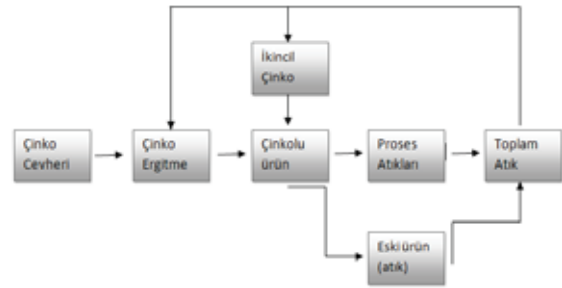 İkincil
Çinko
Çinko
Cevheri
Çinko
Ergitme
Çinkolu
ürün
Proses
Atıkları
Toplam
Atık
Eski ürün
(atık)